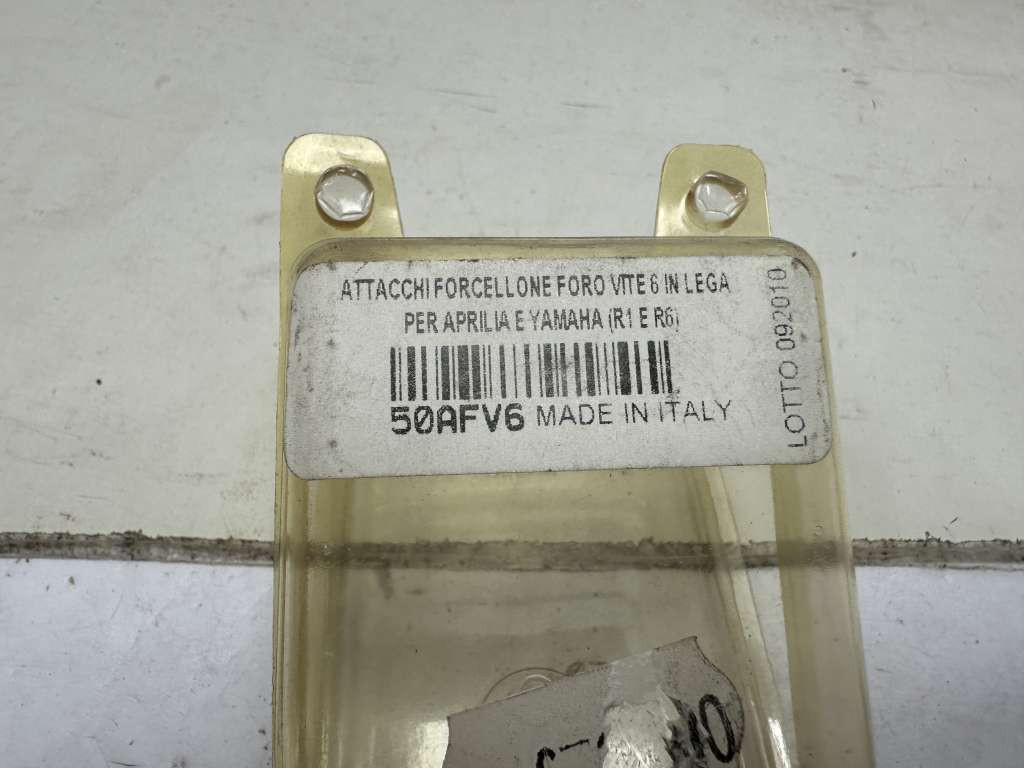 ATTACCHI FORCELLONE FORO VITE 6 IN LEGA
PER APRILIA E YAMAHA (R1 E R6)
50AFV6 MADE IN ITALY
LOTTO 092010